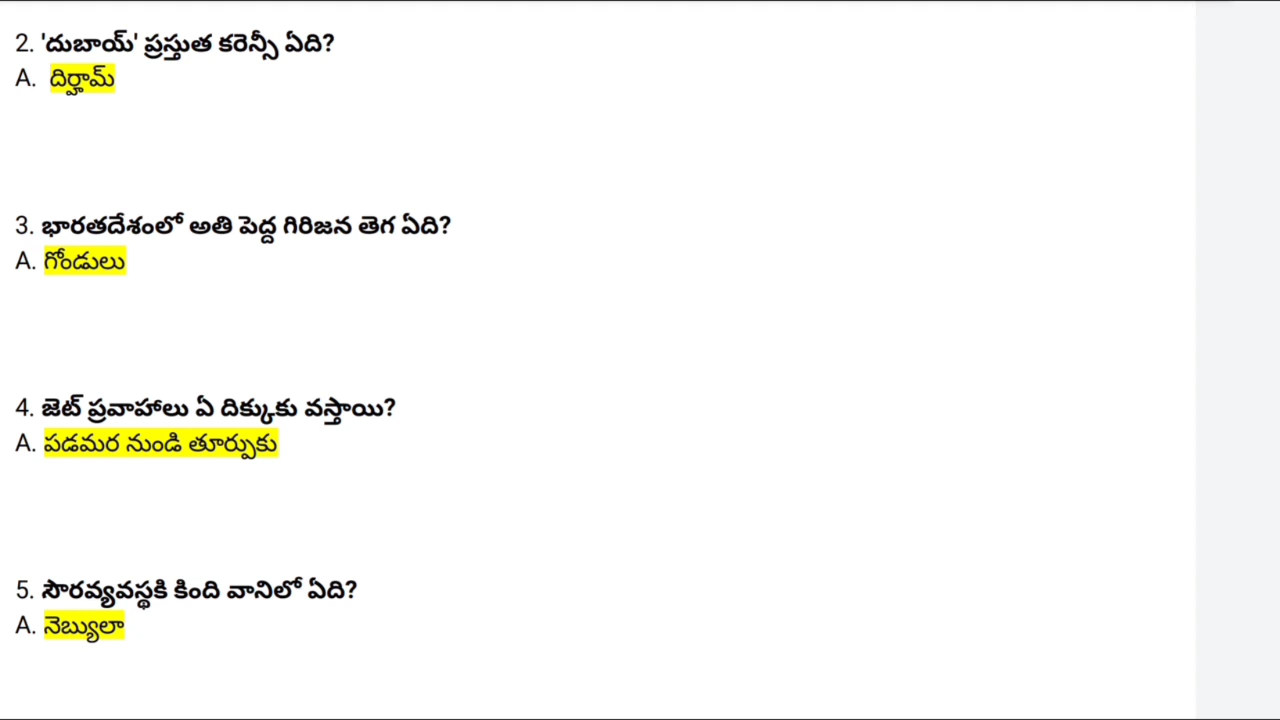 2. 'దుబాయ్' ప్రస్తుత కరెన్సీ ఏది?
A. దిర్హామ్
3. భారతదేశంలో అతి పెద్ద గిరిజన తెగ ఏది?
A. గోండులు
4. జెట్ ప్రవాహాలు ఏ దిక్కుకు వస్తాయి?
A. పడమర నుండి తూర్పుకు
5. సౌరవ్యవస్థకి కింది వానిలో ఏది?
A. నెబ్యులా